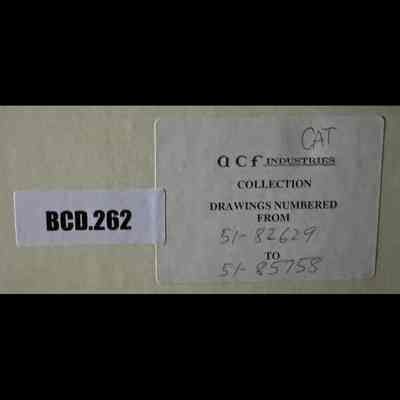 CAT
acf INDUSTRIES
COLLECTION
DRAWINGS NUMBERED
FROM
51-82629
TO
51-85758
BCD.262